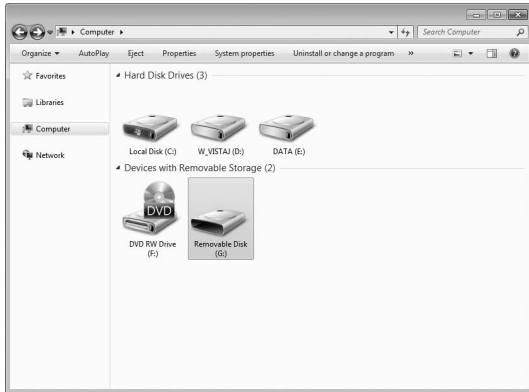 Computer
Search Computer
Organize
AutoPlay
Eject
Properties
System properties
Uninstall or change a program
»
Favorites
Libraries
Computer
Network
Hard Disk Drives (3)
Local Disk (C:)
W_VISTAJ (D:)
DATA (E:)
Devices with Removable Storage (2)
DVD
DVD RW Drive
(F:)
Removable Disk
(G:)